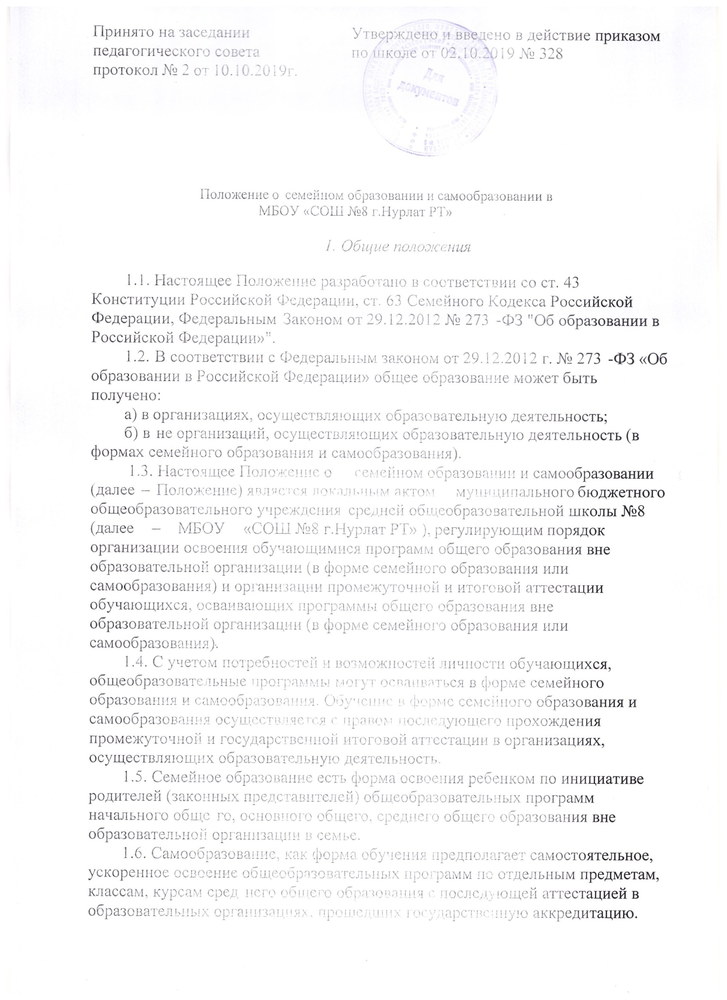 Принято на заседании
педагогического совета
протокол № 2 от 10.10.2019г.
Утверждено и введено в действие приказом
по школе от 02.10.2019 № 328
Для
документов
Положение о семейном образовании и самообразовании в
МБОУ «СОШ №8 г.Нурлат РТ»
1. Общие положения
1.1. Настоящее Положение разработано в соответствии со ст. 43
Конституции Российской Федерации, ст. 63 Семейного Кодекса Российской
Федерации, Федеральным Законом от 29.12.2012 № 273 -ФЗ "Об образовании в
Российской Федерации»".
1.2. В соответствии с Федеральным законом от 29.12.2012 г. № 273 -ФЗ «Об
образовании в Российской Федерации» общее образование может быть
получено:
а) в организациях, осуществляющих образовательную деятельность;
б) в не организаций, осуществляющих образовательную деятельность (в
формах семейного образования и самообразования).
1.3. Настоящее Положение о семейном образовании и самообразовании
(далее – Положение) является локальным актом муниципального бюджетного
общеобразовательного учреждения средней общеобразовательной школы №8
(далее – МБОУ «СОШ №8 г.Нурлат РТ» ), регулирующим порядок
организации освоения обучающимися программ общего образования вне
образовательной организации (в форме семейного образования или
самообразования) и организации промежуточной и итоговой аттестации
обучающихся, осваивающих программы общего образования вне
образовательной организации (в форме семейного образования или
самообразования).
1.4. С учетом потребностей и возможностей личности обучающихся,
общеобразовательные программы могут осваиваться в форме семейного
образования и самообразования. Обучение в форме семейного образования и
самообразования осуществляется с правом последующего прохождения
промежуточной и государственной итоговой аттестации в организациях,
осуществляющих образовательную деятельность.
1.5. Семейное образование есть форма освоения ребенком по инициативе
родителей (законных представителей) общеобразовательных программ
начального обще го, основного общего, среднего общего образования вне
образовательной организации в семье.
1.6. Самообразование, как форма обучения предполагает самостоятельное,
ускоренное освоение общеобразовательных программ по отдельным предметам,
классам, курсам сред него общего образования с последующей аттестацией в
образовательных организациях, прошедших государственную аккредитацию.